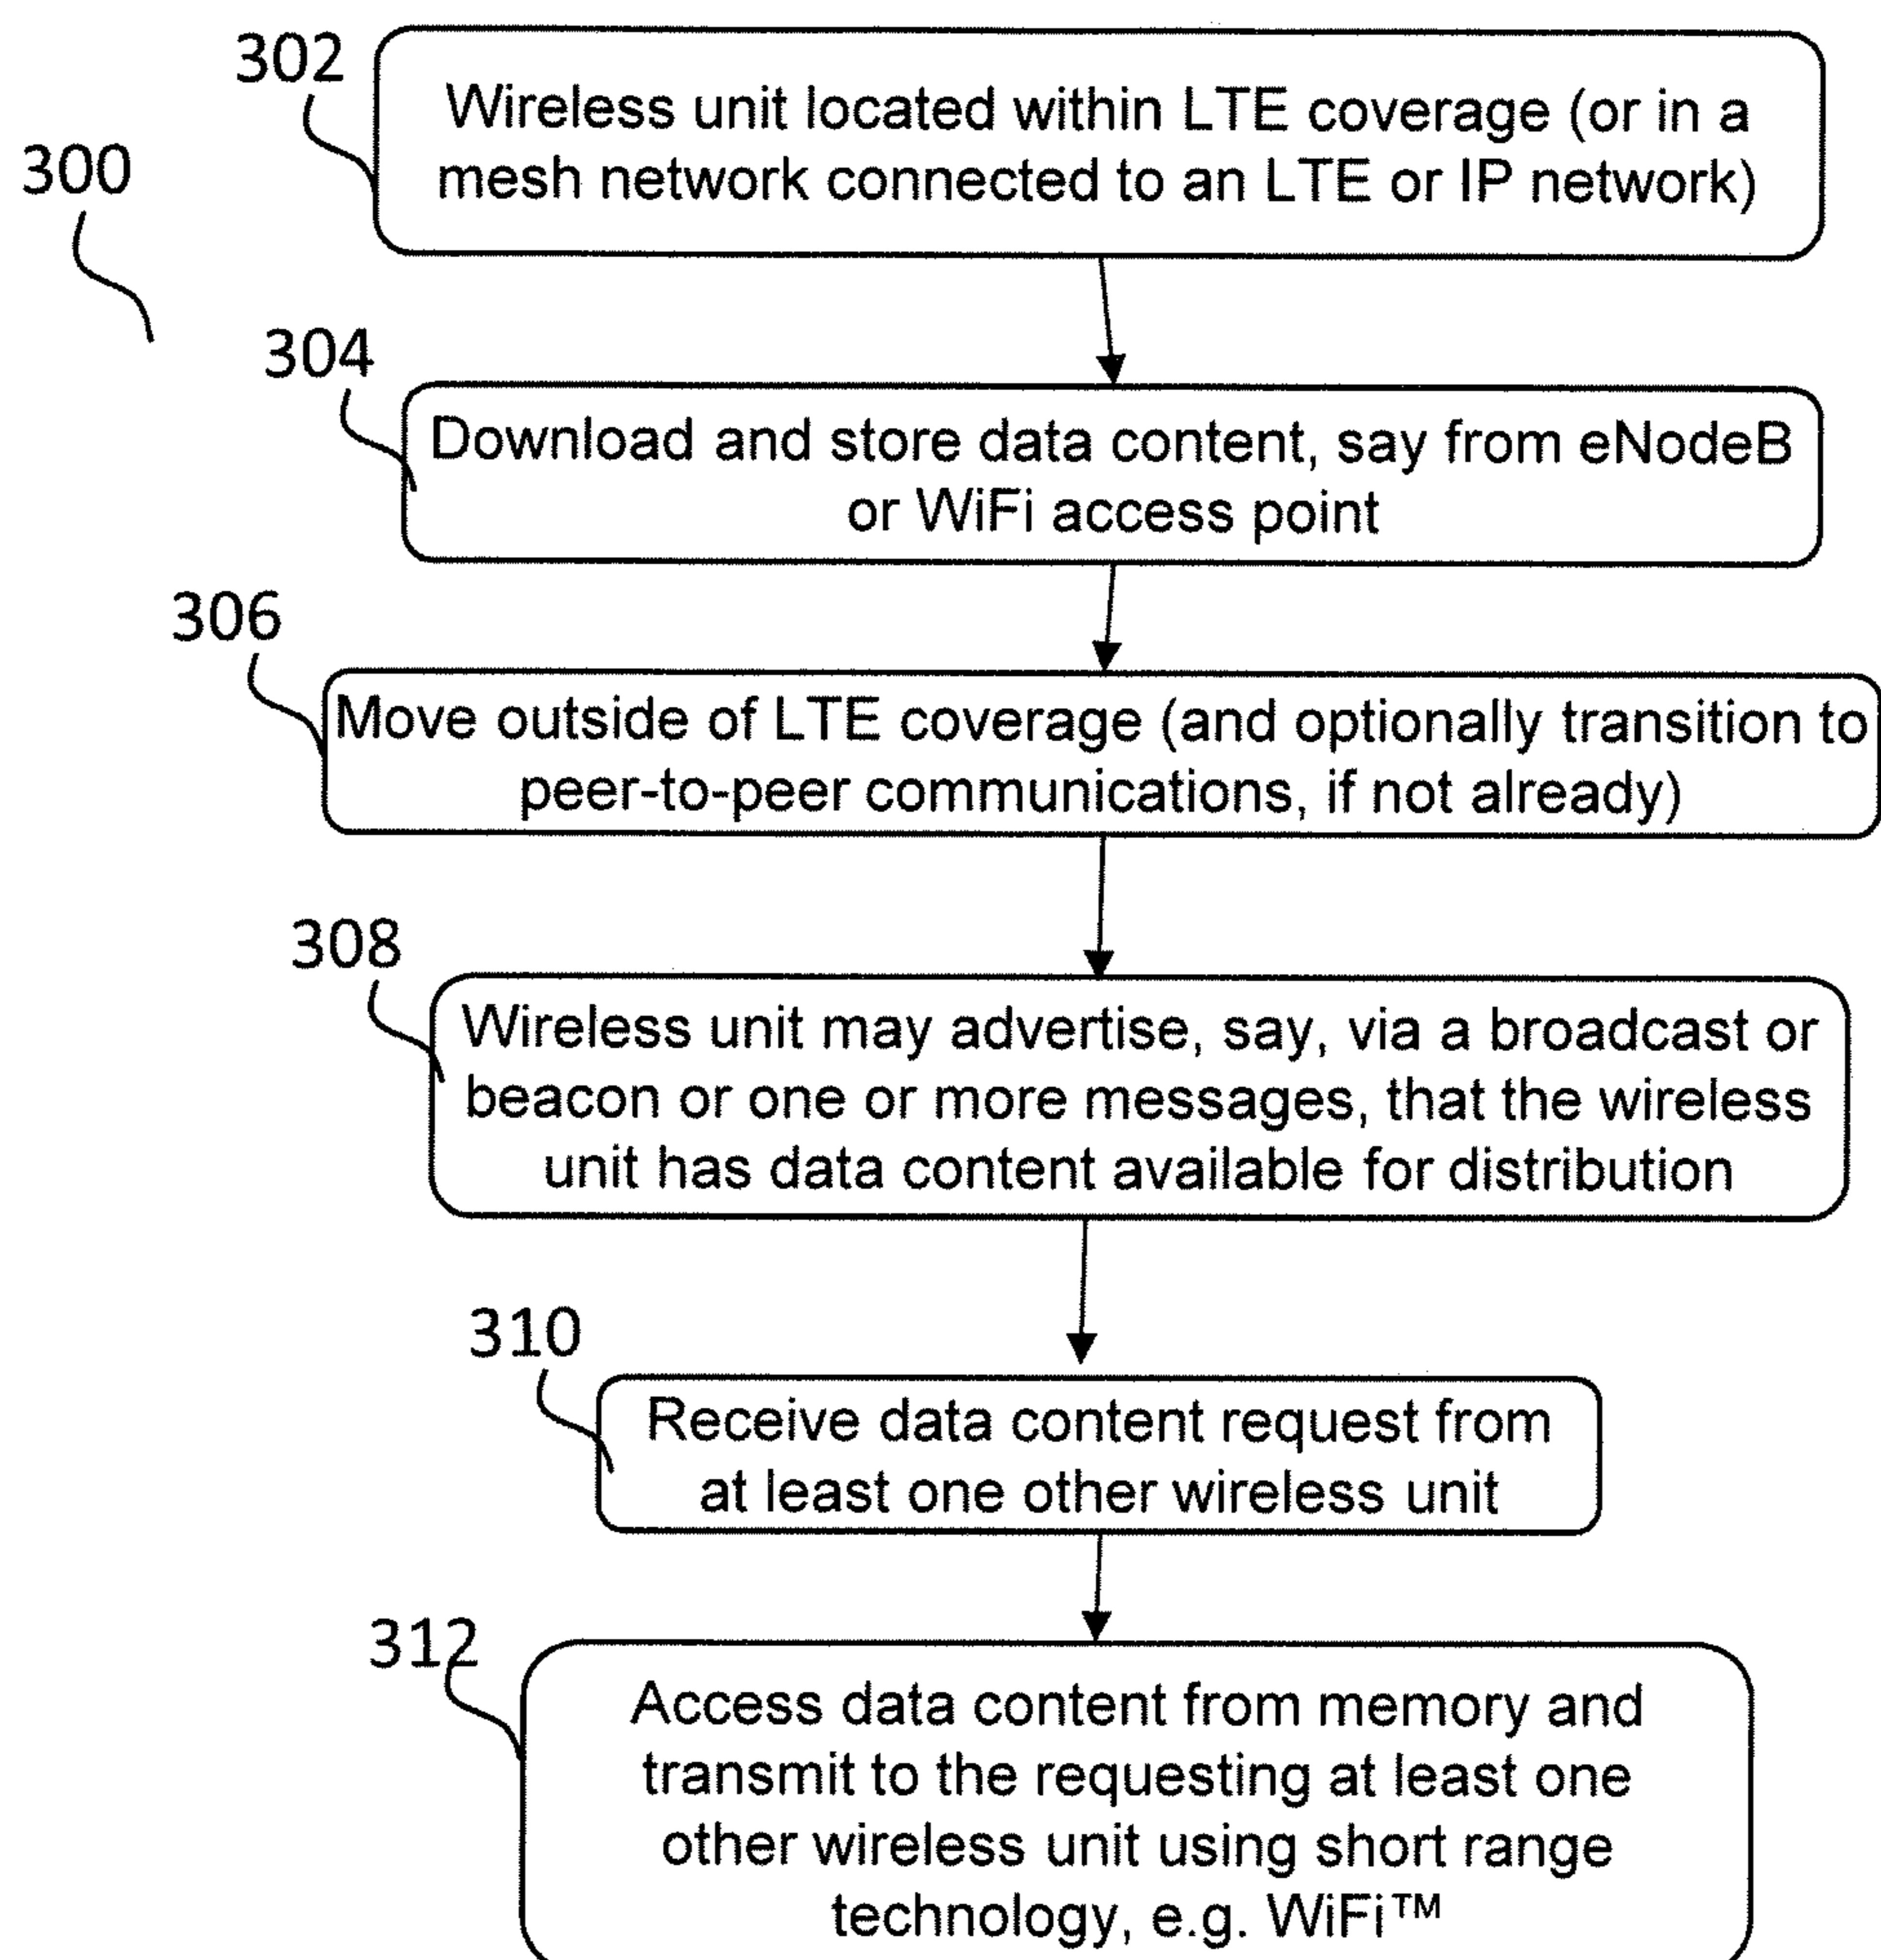 302
Wireless unit located within LTE coverage (or in a
mesh network connected to an LTE or IP network)
300
304
Download and store data content, say from eNodeB
or WiFi access point
306
Move outside of LTE coverage (and optionally transition to
peer-to-peer communications, if not already)
308
Wireless unit may advertise, say, via a broadcast or
beacon or one or more messages, that the wireless
unit has data content available for distribution
310
Receive data content request from
at least one other wireless unit
312
Access data content from memory and
transmit to the requesting at least one
other wireless unit using short range
technology, e.g. WiFi™